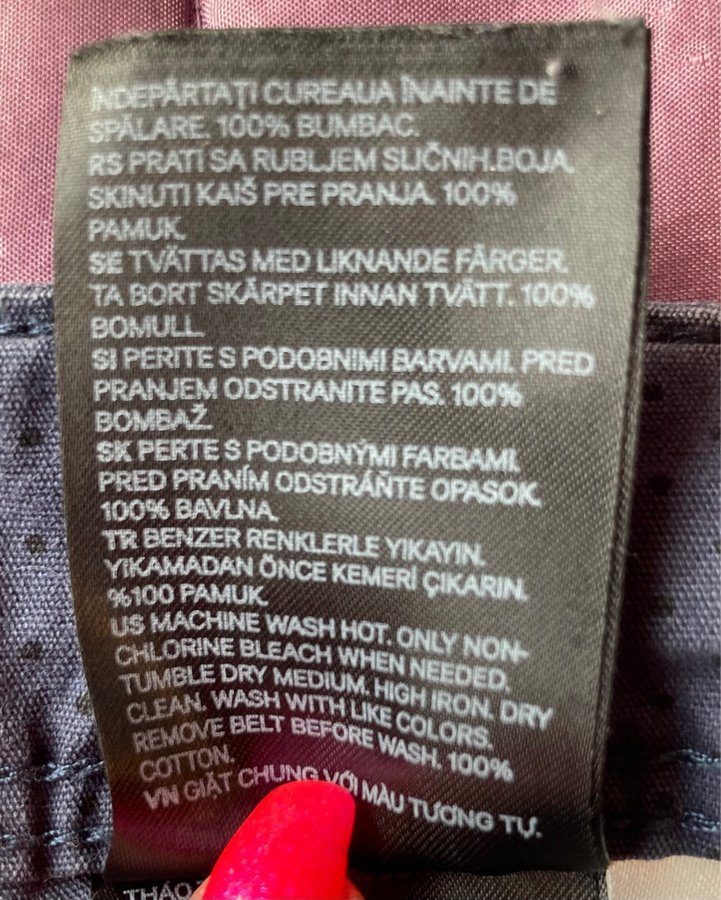 ÎNDEPĂRTAȚI CUREAUA ÎNAINTE DE
SPĂLARE. 100% BUMBAC.
RS PRATI SA RUBLJEM SLIČNIH.BOJA.
SKINUTI KAIŠ PRE PRANJA. 100%
PAMUK.
SE TVÄTTAS MED LIKNANDE FÄRGER.
TA BORT SKÄRPET INNAN TVÄTT. 100%
BOMULL.
SI PERITE S PODOBNIMI BARVAMI. PRED
PRANJEM ODSTRANITE PAS. 100%
BOMBAŽ.
SK PERTE S PODOBNÝMI FARBAMI.
PRED PRANÍM ODSTRÁŇTE OPASOK.
100% BAVLNA.
TR BENZER RENKLERLE YIKAYIN.
YIKAMADAN ÖNCE KEMERİ ÇIKARIN.
%100 PAMUK.
US MACHINE WASH HOT. ONLY NON-
CHLORINE BLEACH WHEN NEEDED.
TUMBLE DRY MEDIUM. HIGH IRON. DRY
CLEAN. WASH WITH LIKE COLORS.
REMOVE BELT BEFORE WASH. 100%
COTTON.
VN GIẶT CHUNG VỚI MÀU TƯƠNG TỰ.
THÁO